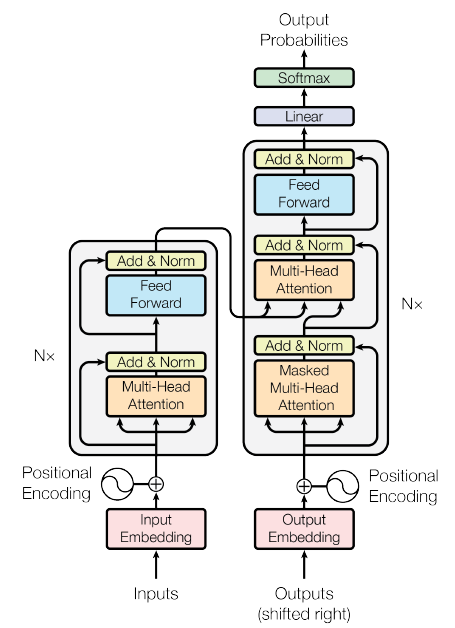 Output
Probabilities
Softmax
Linear
Add & Norm
Feed
Forward
Add & Norm
Multi-Head
Attention
Add & Norm
Masked
Multi-Head
Attention
N×
Add & Norm
Feed
Forward
Add & Norm
Multi-Head
Attention
N×
Positional
Encoding
Positional
Encoding
Input
Embedding
Output
Embedding
Inputs
Outputs
(shifted right)